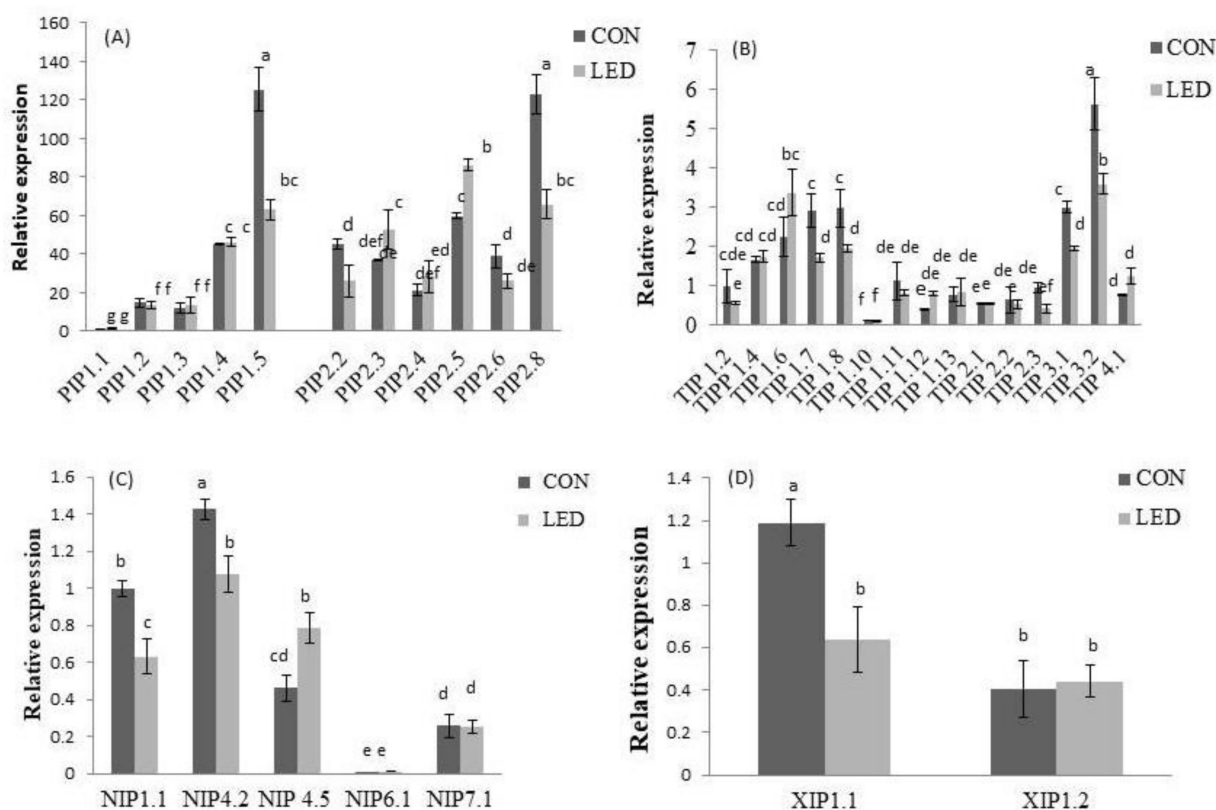 (A)
CON
LED
Relative expression
160
140
120
100
80
60
40
20
0
g g
f f
f f
c c
a
bc
d
def
de
c
def
ed
c
b
d
de
a
bc
PIP1.1
PIP1.2
PIP1.3
PIP1.4
PIP1.5
PIP2.2
PIP2.3
PIP2.4
PIP2.5
PIP2.6
PIP2.8
(B)
CON
LED
Relative expression
8
7
6
5
4
3
2
1
0
cde
e
cd
cd
cd
bc
c
d
c
d
f f
de
de
e
de
de
de
e e
de
e
de
ef
c
d
a
b
d
d
TIP 1.2
TIPP 1.4
TIP 1.6
TIP 1.7
TIP 1.8
TIP 1.10
TIP 1.11
TIP 1.12
TIP 1.13
TIP 2.1
TIP 2.2
TIP 2.3
TIP 3.1
TIP 3.2
TIP 4.1
(C)
CON
LED
Relative expression
1.6
1.4
1.2
1
0.8
0.6
0.4
0.2
0
b
c
a
b
cd
b
e e
d
d
NIP1.1
NIP4.2
NIP 4.5
NIP6.1
NIP7.1
(D)
CON
LED
Relative expression
1.4
1.2
1
0.8
0.6
0.4
0.2
0
a
b
b
b
XIP1.1
XIP1.2